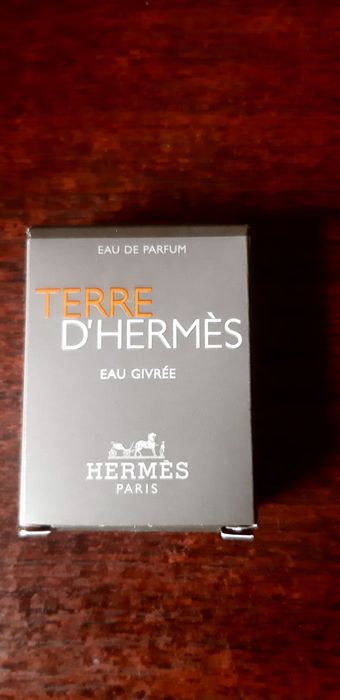 EAU DE PARFUM
TERRE
D'HERMÈS
EAU GIVRÉE
HERMÈS
PARIS